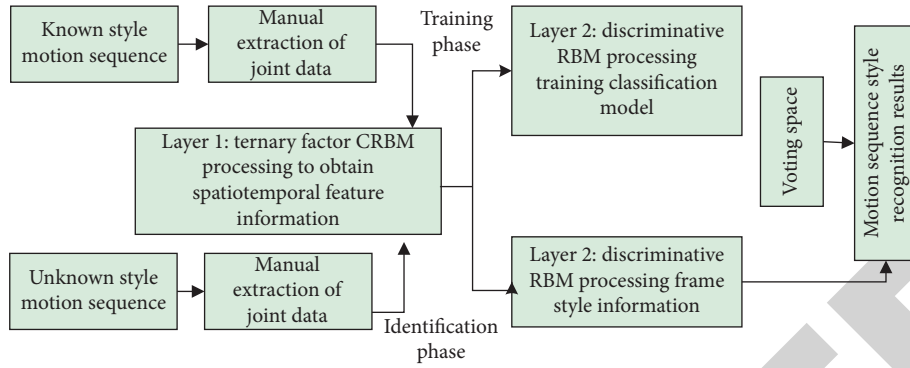 Known style
motion sequence
Manual
extraction of
joint data
Training
phase
Layer 2: discriminative
RBM processing
training classification
model
Layer 1: ternary factor CRBM
processing to obtain
spatiotemporal feature
information
Voting space
Motion sequence style
recognition results
Unknown style
motion sequence
Manual
extraction of
joint data
Identification
phase
Layer 2: discriminative
RBM processing frame
style information